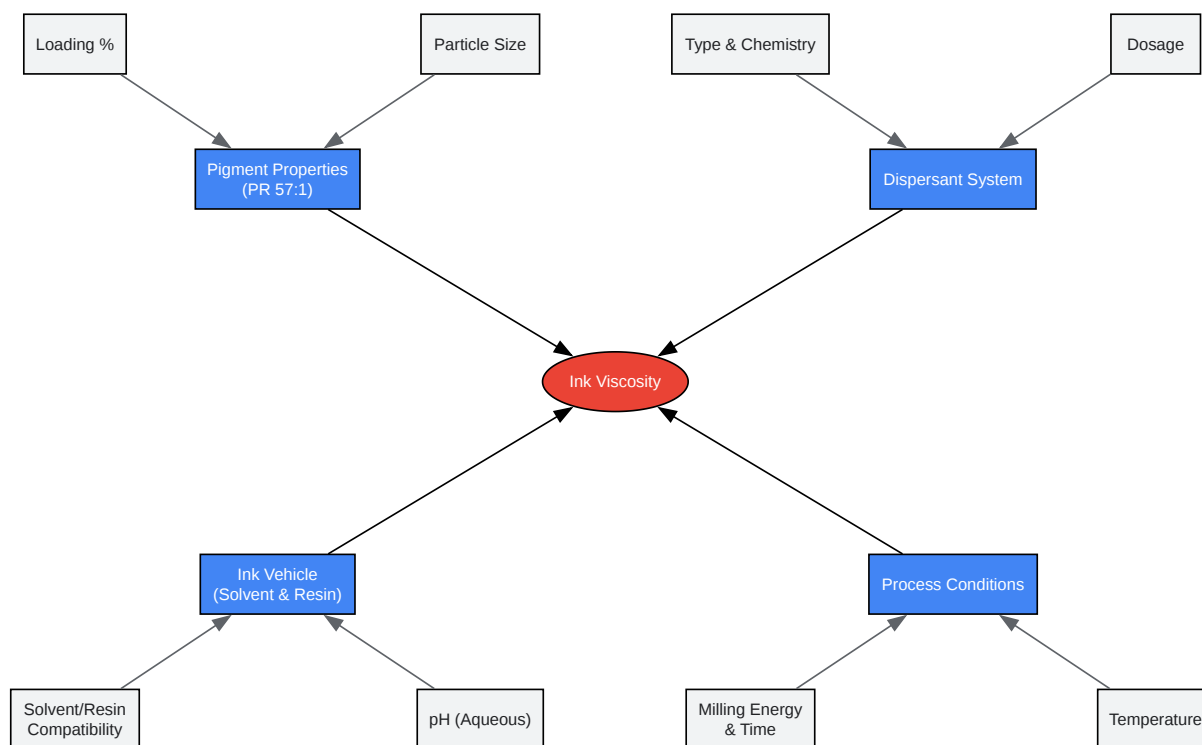 Loading %
Particle Size
Type & Chemistry
Dosage
Pigment Properties
(PR 57:1)
Dispersant System
Ink Viscosity
Ink Vehicle
(Solvent & Resin)
Process Conditions
Solvent/Resin
Compatibility
pH (Aqueous)
Milling Energy
& Time
Temperature